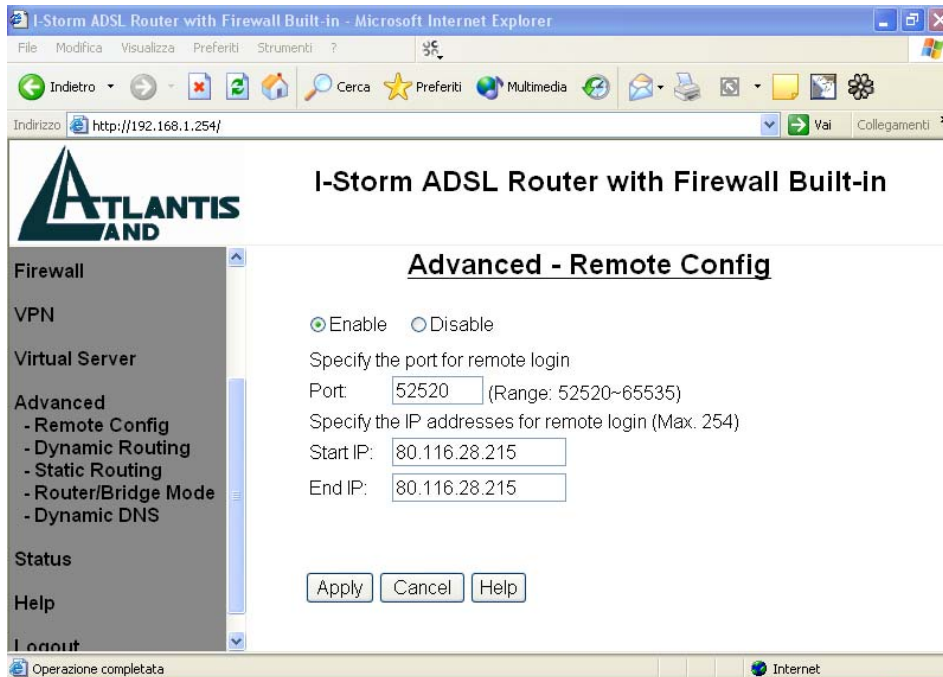 I-Storm ADSL Router with Firewall Built-in - Microsoft Internet Explorer
File Modifica Visualizza Preferiti Strumenti ?
Indietro Cerca Preferiti Multimedia
Indirizzo http://192.168.1.254/ Vai Collegamenti
ATLANTIS
LAND
I-Storm ADSL Router with Firewall Built-in
Firewall
VPN
Virtual Server
Advanced
- Remote Config
- Dynamic Routing
- Static Routing
- Router/Bridge Mode
- Dynamic DNS
Status
Help
Logout
Advanced - Remote Config
Enable Disable
Specify the port for remote login
Port: 52520 (Range: 52520~65535)
Specify the IP addresses for remote login (Max. 254)
Start IP: 80.116.28.215
End IP: 80.116.28.215
Apply Cancel Help
Operazione completata Internet